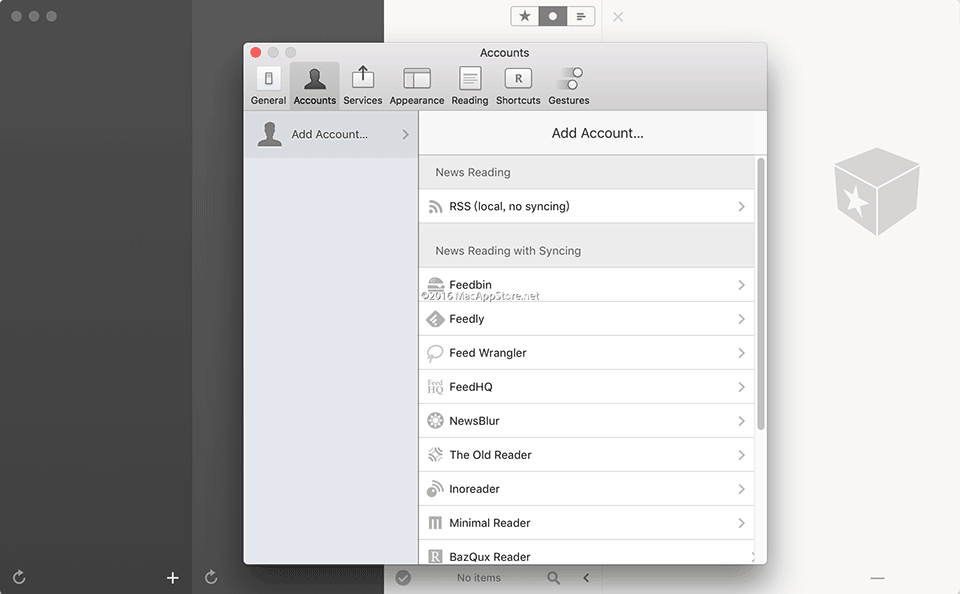 Accounts
General
Accounts
Services
Appearance
Reading
R
Shortcuts
Gestures
Add Account...
Add Account...
News Reading
RSS (local, no syncing)
News Reading with Syncing
Feedbin
©2016 MacAppStore.net
Feedly
Feed Wrangler
Feed
HQ
FeedHQ
NewsBlur
The Old Reader
Inoreader
Minimal Reader
R
BazQux Reader
No items